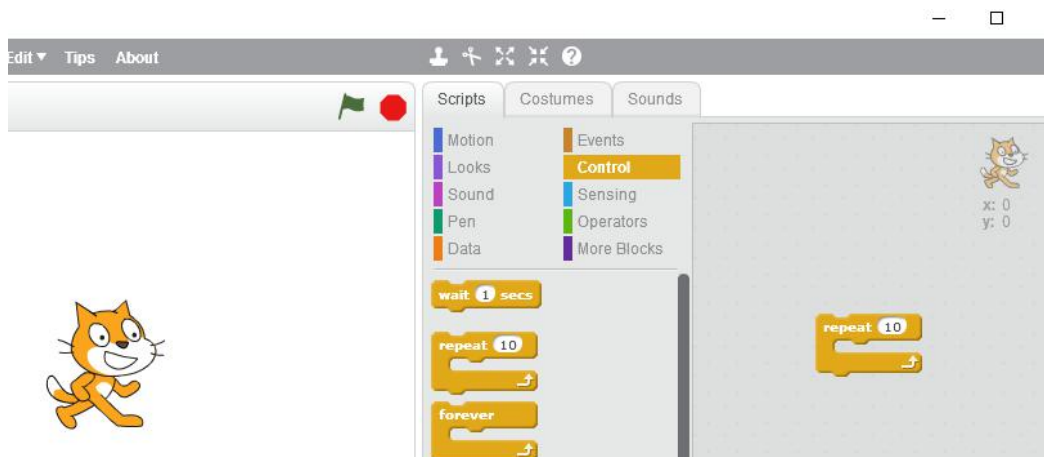 Edit Tips About
Scripts Costumes Sounds
Motion Events
Looks Control
Sound Sensing
Pen Operators
Data More Blocks
x: 0
y: 0
wait 1 secs
repeat 10
forever
repeat 10